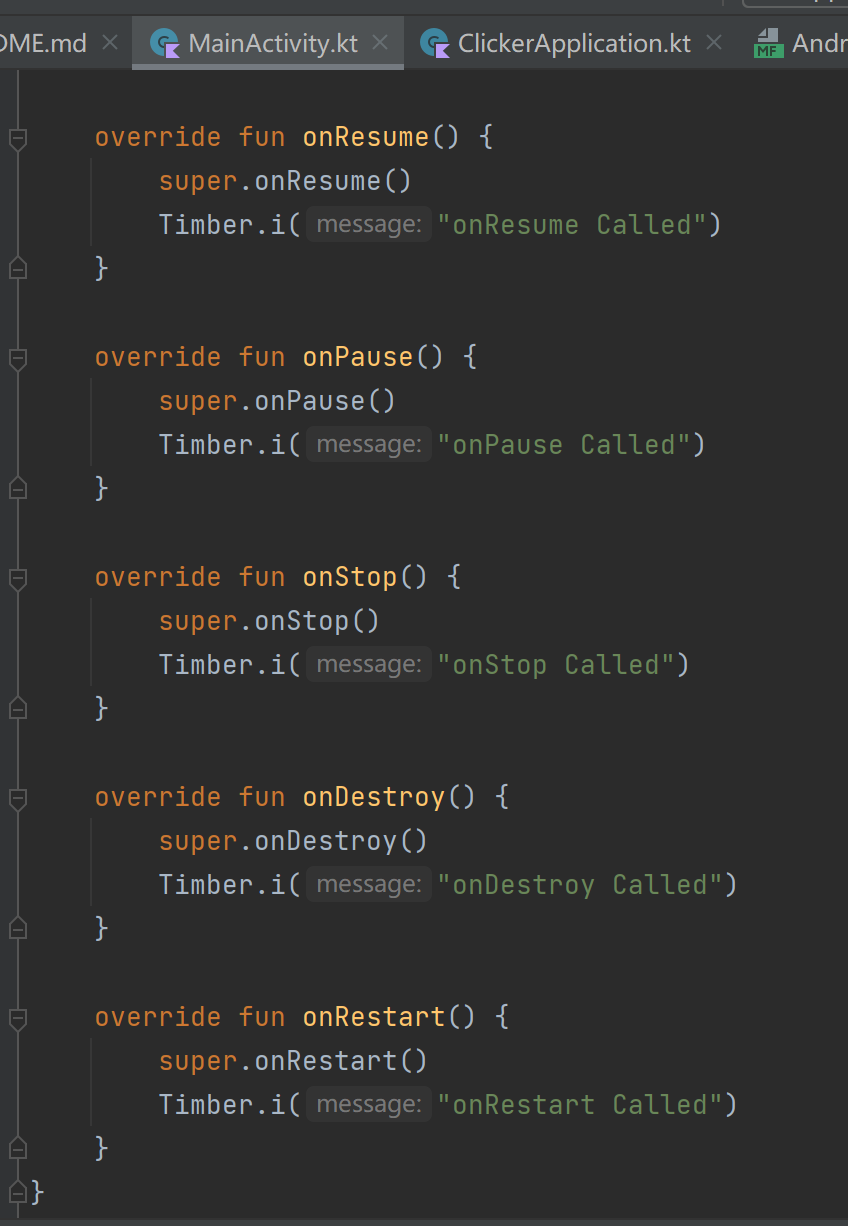 OME.md MainActivity.kt ClickerApplication.kt MF Andr
override fun onResume() {
super.onResume()
Timber.i( message: "onResume Called")
}
override fun onPause() {
super.onPause()
Timber.i( message: "onPause Called")
}
override fun onStop() {
super.onStop()
Timber.i( message: "onStop Called")
}
override fun onDestroy() {
super.onDestroy()
Timber.i( message: "onDestroy Called")
}
override fun onRestart() {
super.onRestart()
Timber.i( message: "onRestart Called")
}
}